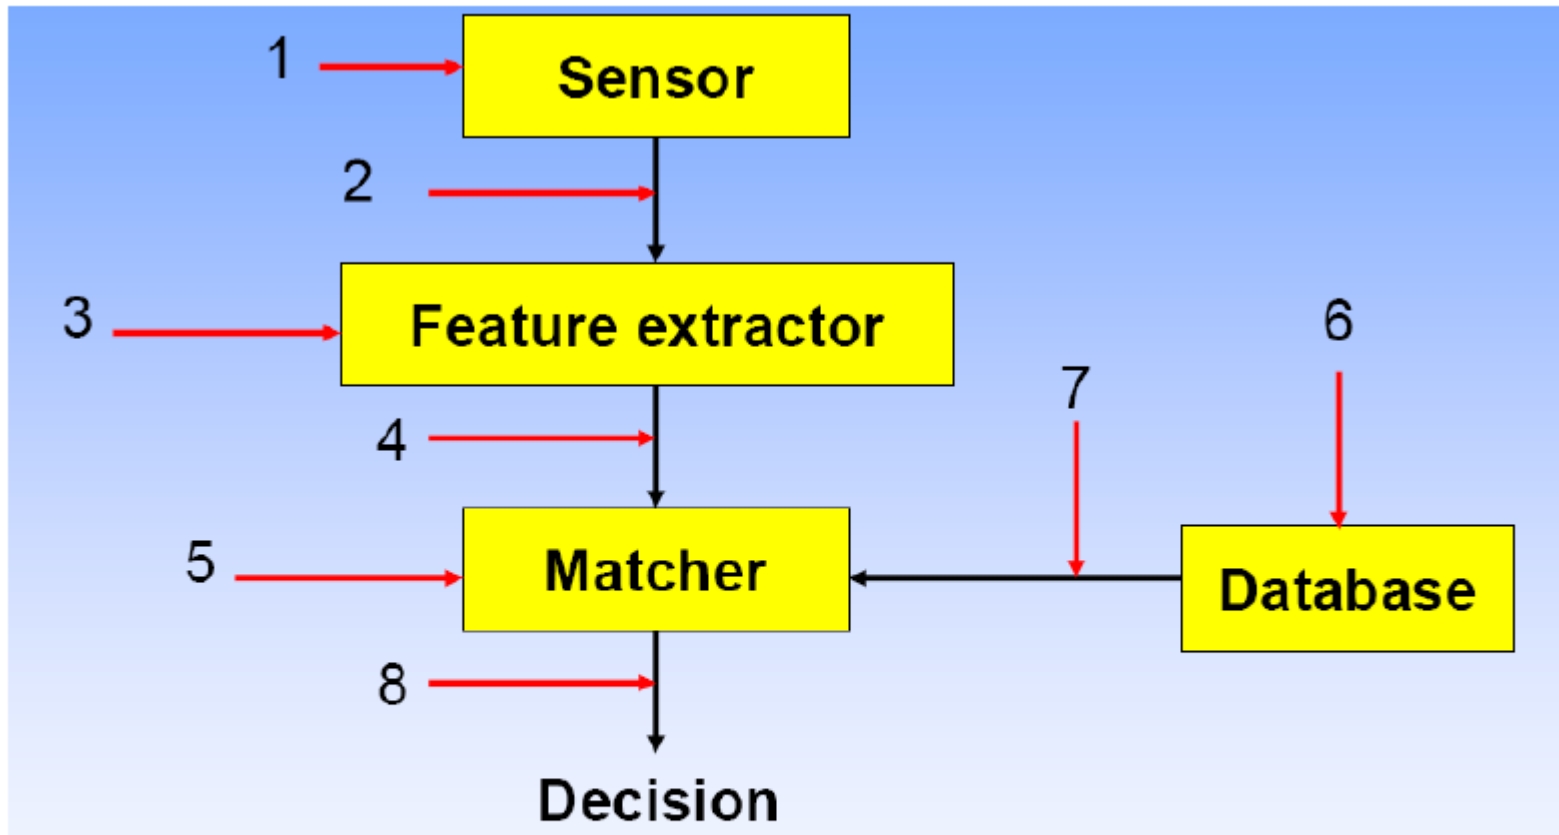 1
Sensor
2
3
Feature extractor
6
7
4
5
Matcher
Database
8
Decision